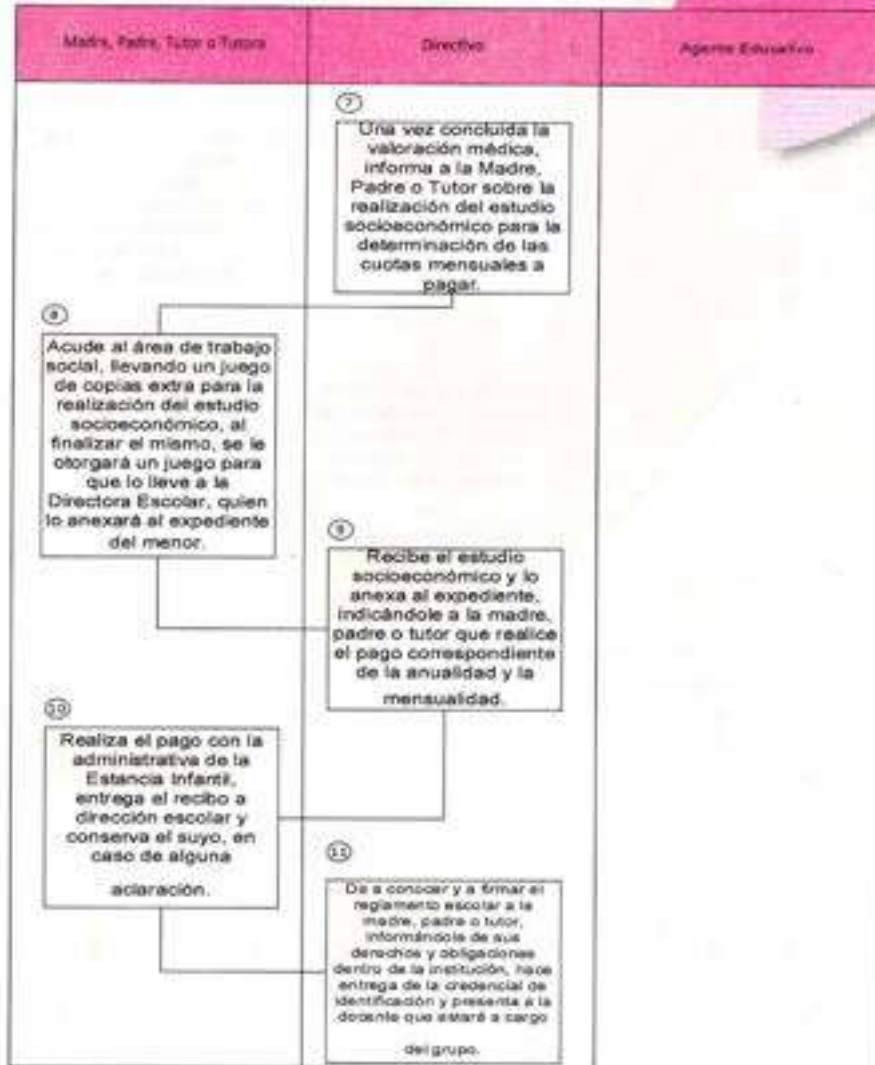 Madre, Padre, Tutor o Tutora
Directivo
Agente Educativo
7
Una vez concluida la
valoración médica,
informa a la Madre,
Padre o Tutor sobre la
realización del estudio
socioeconómico para la
determinación de las
cuotas mensuales a
pagar.
8
Acude al área de trabajo
social, llevando un juego
de copias extra para la
realización del estudio
socioeconómico, al
finalizar el mismo, se le
otorgará un juego para
que lo lleve a la
Directora Escolar, quien
lo anexará al expediente
del menor.
9
Recibe el estudio
socioeconómico y lo
anexa al expediente,
indicándole a la madre,
padre o tutor que realice
el pago correspondiente
de la anualidad y la
mensualidad.
10
Realiza el pago con la
administrativa de la
Estancia Infantil,
entrega el recibo a
dirección escolar y
conserva el suyo, en
caso de alguna
aclaración.
11
Da a conocer y a firmar el
reglamento escolar a la
madre, padre o tutor,
informándole de sus
derechos y obligaciones
dentro de la institución, hace
entrega de la credencial de
identificación y presenta a la
docente que estará a cargo
del grupo.